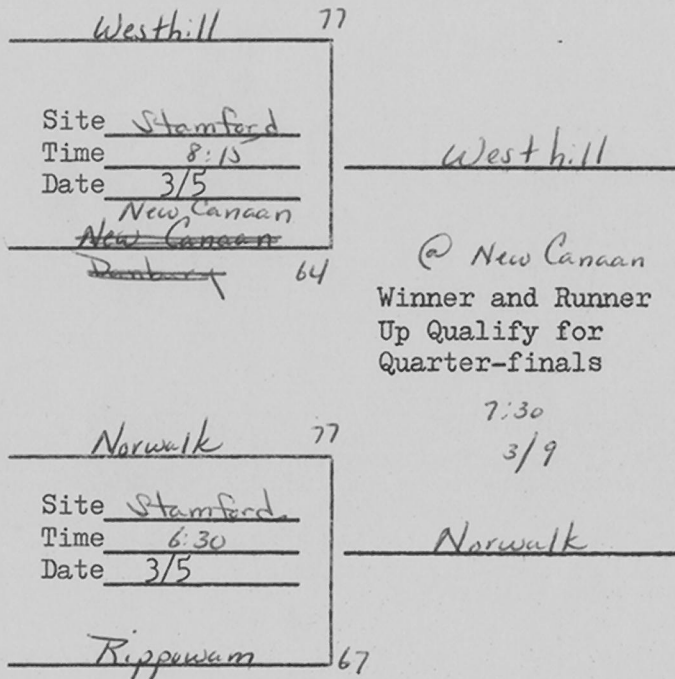 Westhill 77
Site Stamford
Time 8:15
Date 3/5
New Canaan
New Canaan
Danbury 64
Westhill
@ New Canaan
Winner and Runner
Up Qualify for
Quarter-finals
7:30
3/9
Norwalk 77
Site Stamford
Time 6:30
Date 3/5
Rippowam 67
Norwalk